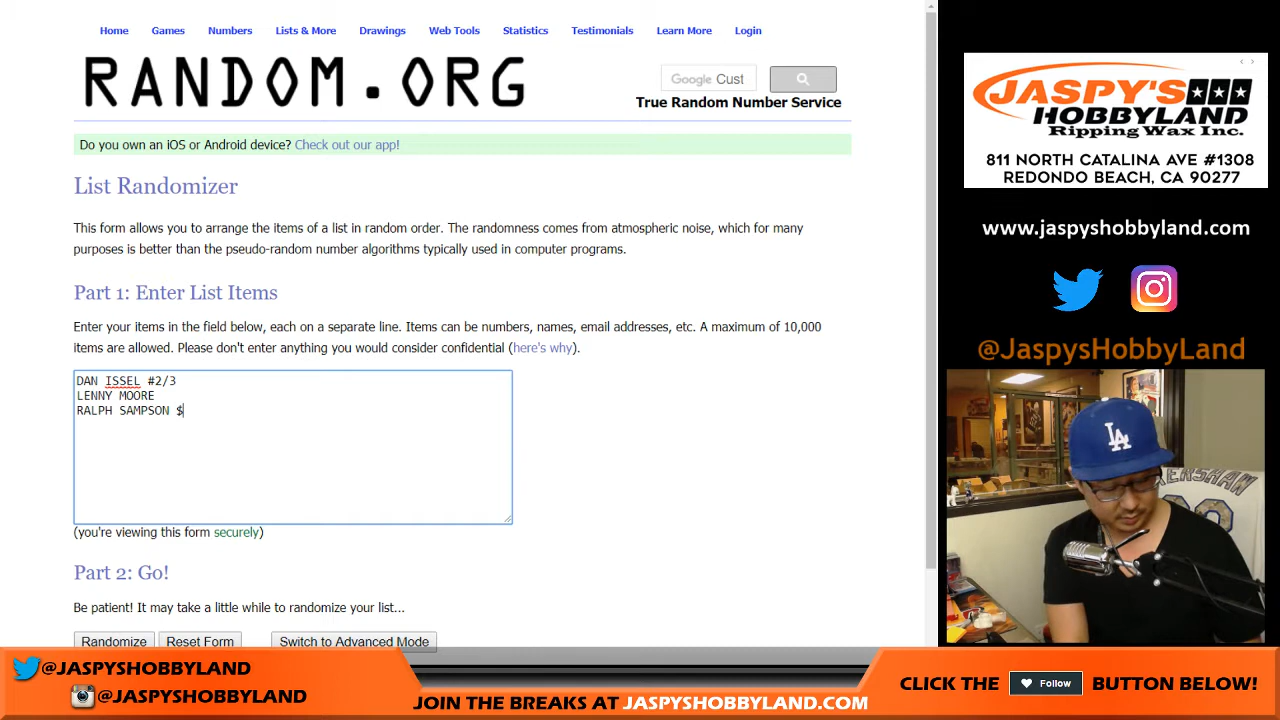 Home Games Numbers Lists & More Drawings Web Tools Statistics Testimonials Learn More Login
RANDOM.ORG
Google Cust
True Random Number Service
Do you own an iOS or Android device? Check out our app!
List Randomizer
This form allows you to arrange the items of a list in random order. The randomness comes from atmospheric noise, which for many
purposes is better than the pseudo-random number algorithms typically used in computer programs.
Part 1: Enter List Items
Enter your items in the field below, each on a separate line. Items can be numbers, names, email addresses, etc. A maximum of 10,000
items are allowed. Please don't enter anything you would consider confidential (here's why).
DAN ISSEL #2/3
LENNY MOORE
RALPH SAMPSON $
(you're viewing this form securely)
Part 2: Go!
Be patient! It may take a little while to randomize your list...
Randomize Reset Form Switch to Advanced Mode
JASPY'S
HOBBYLAND
Ripping Wax Inc.
811 NORTH CATALINA AVE #1308
REDONDO BEACH, CA 90277
www.jaspyshobbyland.com
@JaspysHobbyLand
LA
ERSHAW
@JASPYSHOBBYLAND
@JASPYSHOBBYLAND
JOIN THE BREAKS AT JASPYSHOBBYLAND.COM
CLICK THE Follow BUTTON BELOW!